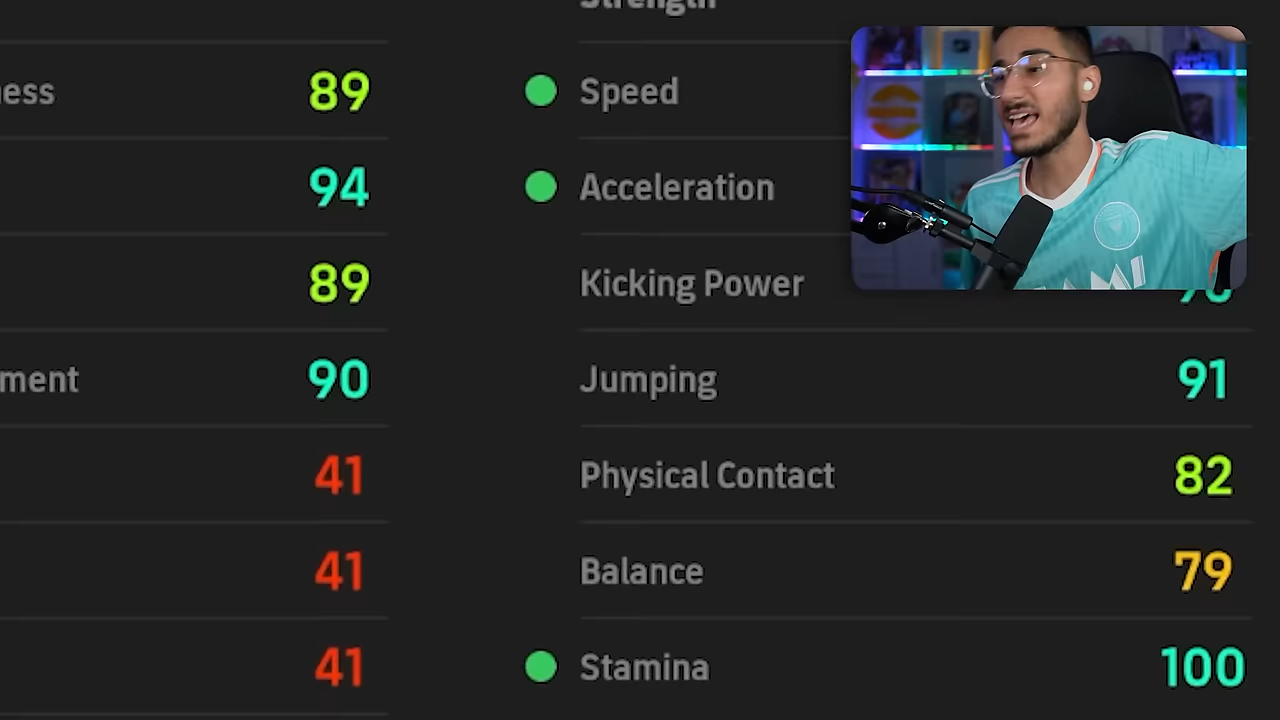 Strength
ness 89
Speed
94
Acceleration
89
Kicking Power
ment 90
Jumping 91
41
Physical Contact 82
41
Balance 79
41
Stamina 100